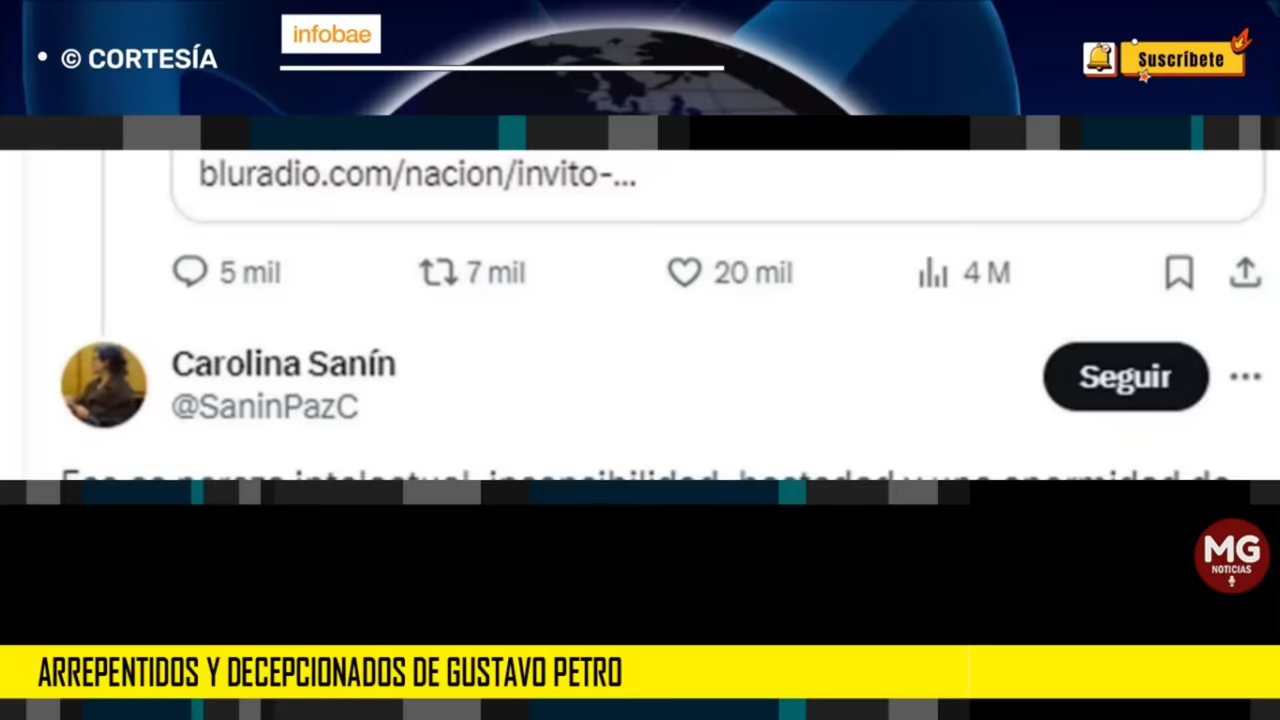 • © CORTESÍA
infobae
Suscríbete
bluradio.com/nacion/invito-...
5 mil 7 mil 20 mil 4 M
Carolina Sanín
@SaninPazC
Seguir
MG
NOTICIAS
ARREPENTIDOS Y DECEPCIONADOS DE GUSTAVO PETRO